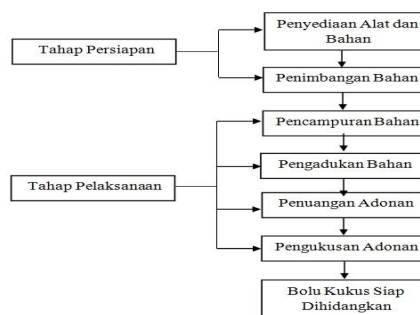 Penyediaan Alat dan
Bahan
Tahap Persiapan
Penimbangan Bahan
Pencampuran Bahan
Pengadukan Bahan
Tahap Pelaksanaan
Penuangan Adonan
Pengukusan Adonan
Bolu Kukus Siap
Dihidangkan